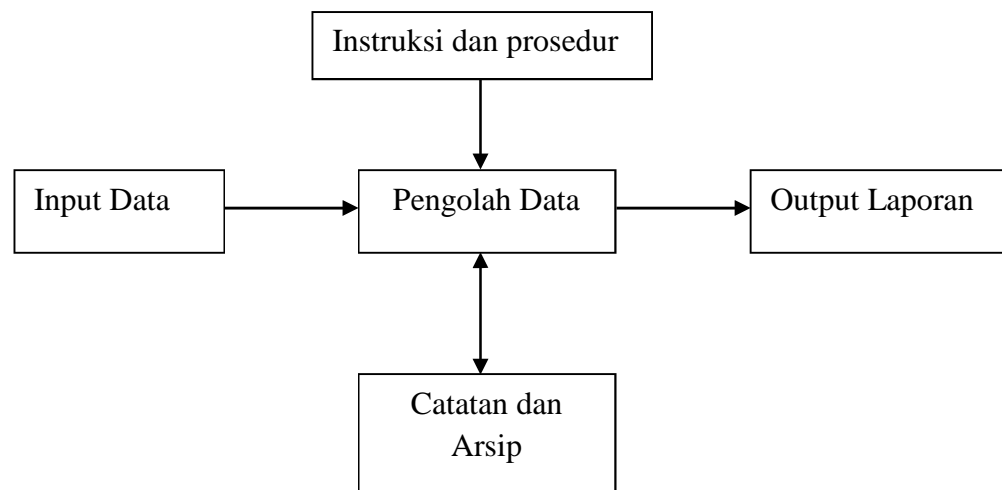 Instruksi dan prosedur
Input Data
Pengolah Data
Output Laporan
Catatan dan
Arsip